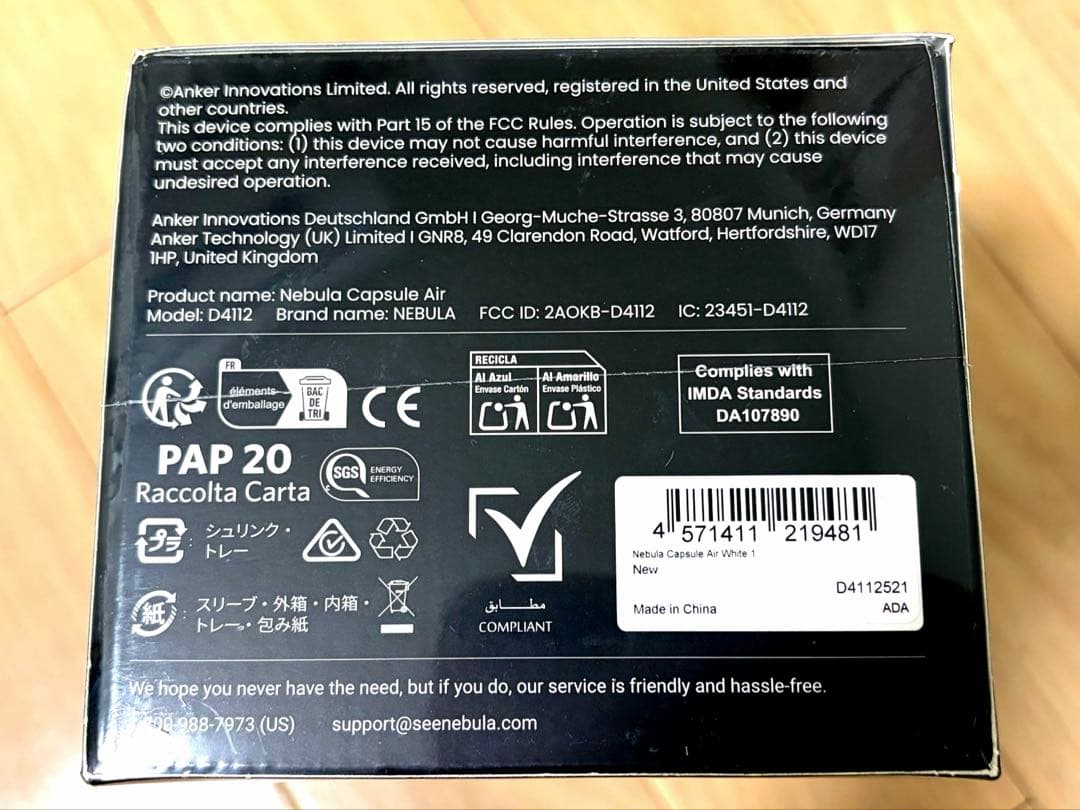 ©Anker Innovations Limited. All rights reserved, registered in the United States and
other countries.
This device complies with Part 15 of the FCC Rules. Operation is subject to the following
two conditions: (1) this device may not cause harmful interference, and (2) this device
must accept any interference received, including interference that may cause
undesired operation.
Anker Innovations Deutschland GmbH I Georg-Muche-Strasse 3, 80807 Munich, Germany
Anker Technology (UK) Limited I GNR8, 49 Clarendon Road, Watford, Hertfordshire, WD17
1HP, United Kingdom
Product name: Nebula Capsule Air
Model: D4112 Brand name: NEBULA FCC ID: 2AOKB-D4112 IC: 23451-D4112
FR
éléments
d'emballage
BAC
DE
TRI
CE
RECICLA
Al Azul
Envase Cartón
Al Amarillo
Envase Plástico
Complies with
IMDA Standards
DA107890
PAP 20
Raccolta Carta
SGS
ENERGY
EFFICIENCY
プラ
シュリンク・
トレー
紙
スリーブ・外箱・内箱・
トレー・包み紙
مطابق
COMPLIANT
4 571411 219481
Nebula Capsule Air White 1
New
D4112521
Made in China
ADA
We hope you never have the need, but if you do, our service is friendly and hassle-free.
988-7973 (US) support@seenebula.com